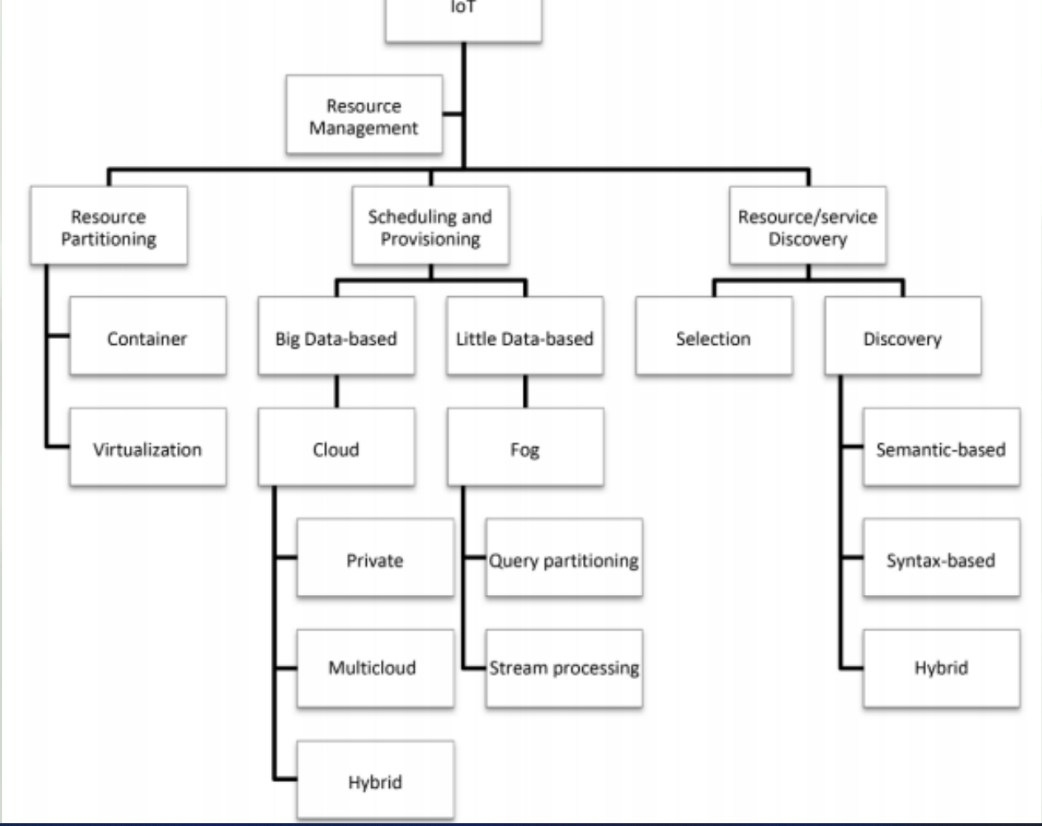 IoT
Resource
Management
Resource
Partitioning
Scheduling and
Provisioning
Resource/service
Discovery
Container
Big Data-based
Little Data-based
Selection
Discovery
Virtualization
Cloud
Fog
Semantic-based
Private
Query partitioning
Syntax-based
Multicloud
Stream processing
Hybrid
Hybrid